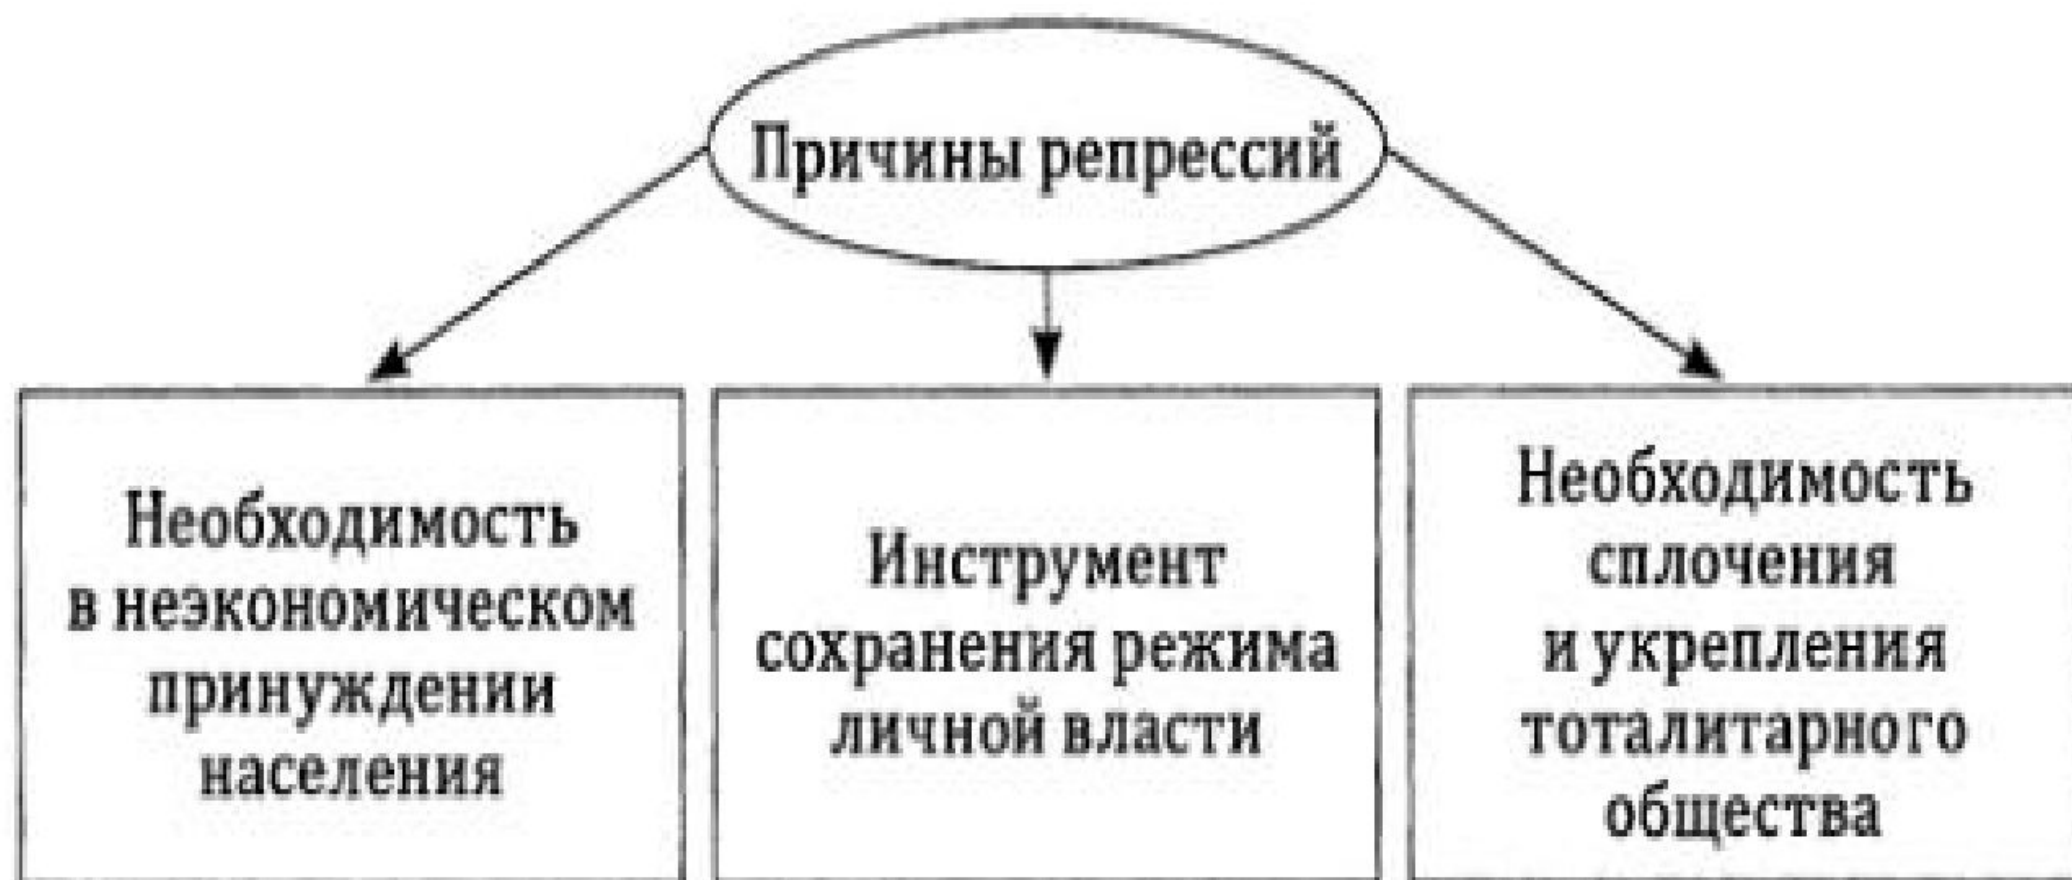 Причины репрессий
Необходимость
в неэкономическом
принуждении
населения
Инструмент
сохранения режима
личной власти
Необходимость
сплочения
и укрепления
тоталитарного
общества